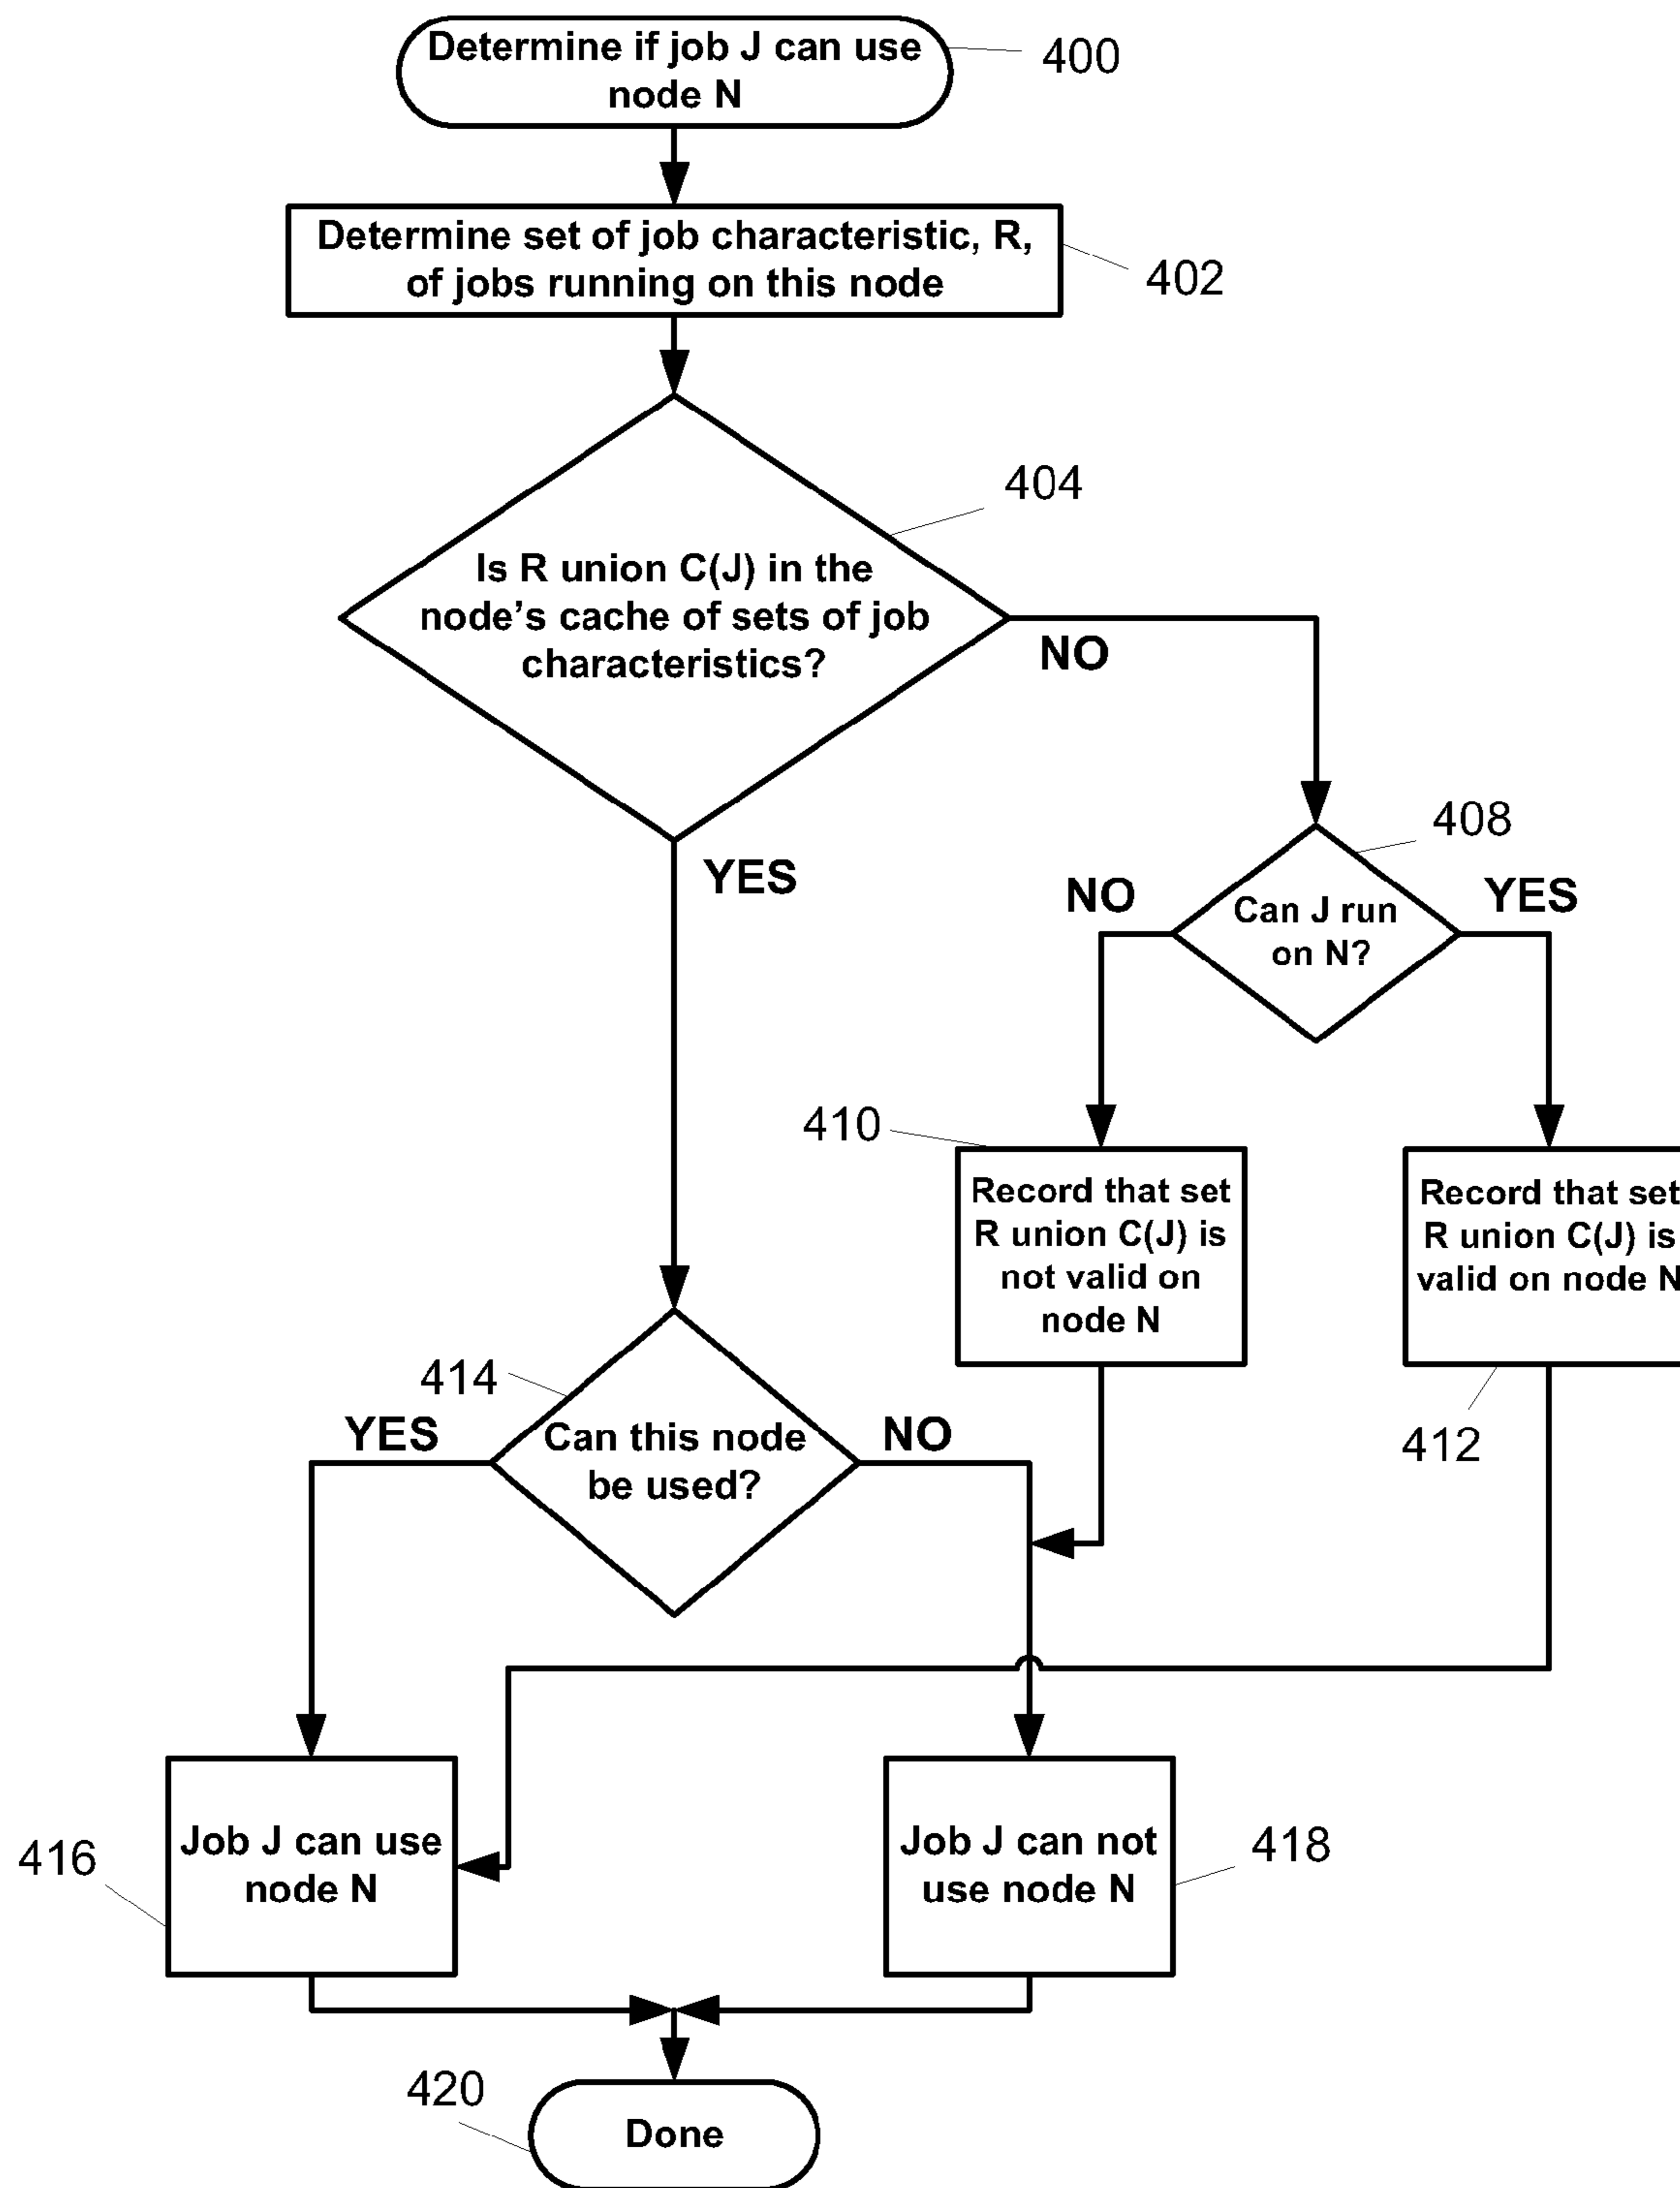 Determine if job J can use
node N
400
Determine set of job characteristic, R,
of jobs running on this node
402
404
Is R union C(J) in the
node's cache of sets of job
characteristics?
NO
YES
408
NO
YES
Can J run
on N?
410
Record that set
R union C(J) is
not valid on
node N
Record that set
R union C(J) is
valid on node N
412
414
YES
NO
Can this node
be used?
416
Job J can use
node N
Job J can not
use node N
418
420
Done